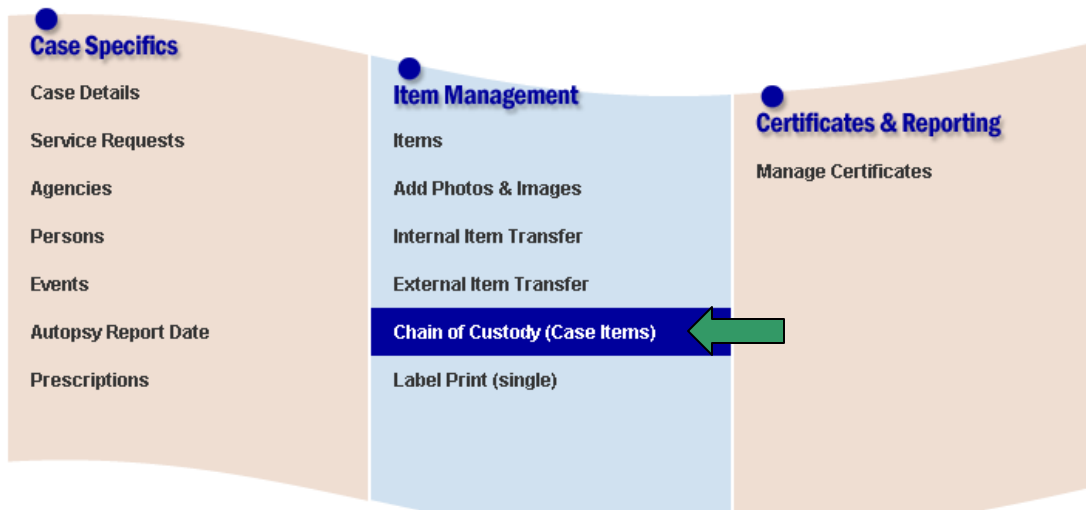 Case Specifics
Case Details
Service Requests
Agencies
Persons
Events
Autopsy Report Date
Prescriptions
Item Management
Items
Add Photos & Images
Internal Item Transfer
External Item Transfer
Chain of Custody (Case Items)
Label Print (single)
Certificates & Reporting
Manage Certificates